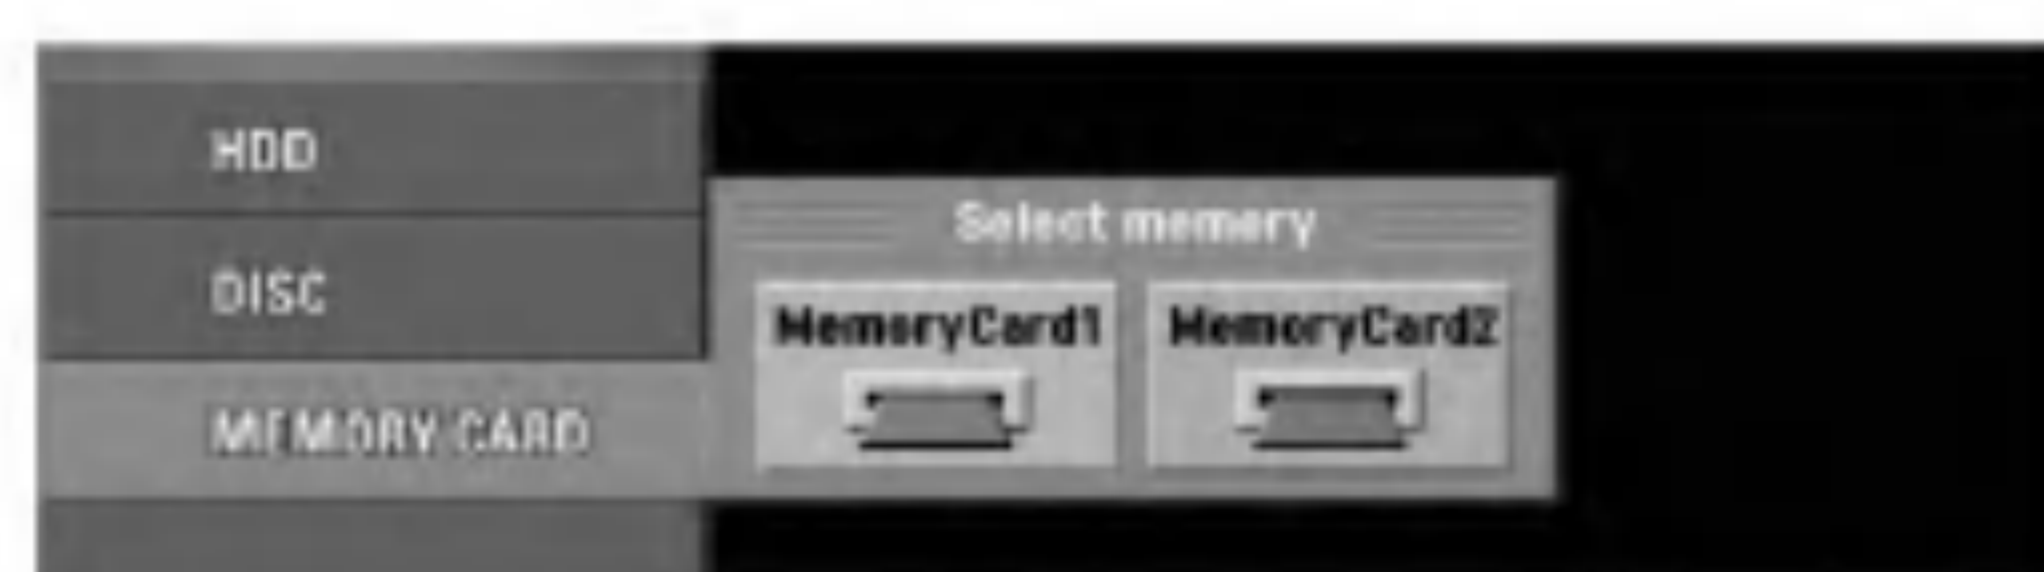 HDD
DISC
MEMORY CARD
Select memory
MemoryCard1
MemoryCard2